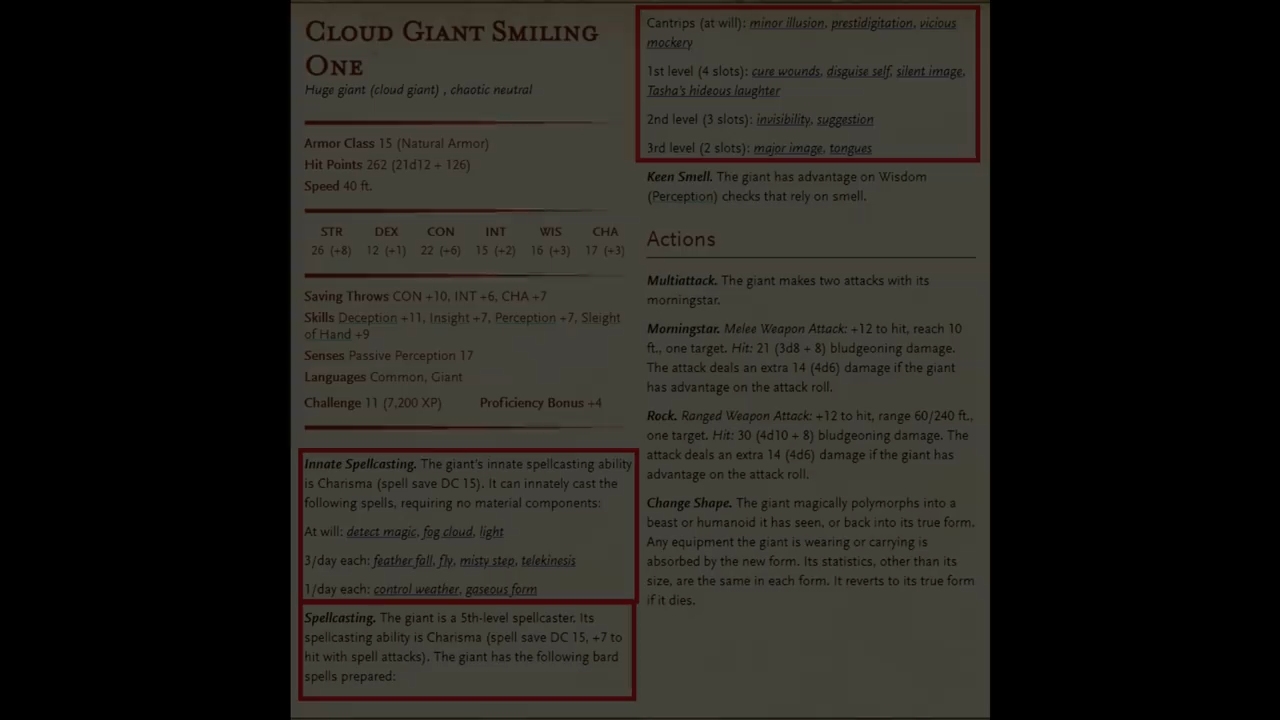 Cloud Giant Smiling
One
Huge giant (cloud giant) , chaotic neutral
Armor Class 15 (Natural Armor)
Hit Points 262 (21d12 + 126)
Speed 40 ft.
STR DEX CON INT WIS CHA
26 (+8) 12 (+1) 22 (+6) 15 (+2) 16 (+3) 17 (+3)
Saving Throws CON +10, INT +6, CHA +7
Skills Deception +11, Insight +7, Perception +7, Sleight
of Hand +9
Senses Passive Perception 17
Languages Common, Giant
Challenge 11 (7,200 XP) Proficiency Bonus +4
Innate Spellcasting. The giant's innate spellcasting ability
is Charisma (spell save DC 15). It can innately cast the
following spells, requiring no material components:
At will: detect magic, fog cloud, light
3/day each: feather fall, fly, misty step, telekinesis
1/day each: control weather, gaseous form
Spellcasting. The giant is a 5th-level spellcaster. Its
spellcasting ability is Charisma (spell save DC 15, +7 to
hit with spell attacks). The giant has the following bard
spells prepared:
Cantrips (at will): minor illusion, prestidigitation, vicious
mockery
1st level (4 slots): cure wounds, disguise self, silent image,
Tasha's hideous laughter
2nd level (3 slots): invisibility, suggestion
3rd level (2 slots): major image, tongues
Keen Smell. The giant has advantage on Wisdom
(Perception) checks that rely on smell.
Actions
Multiattack. The giant makes two attacks with its
morningstar.
Morningstar. Melee Weapon Attack: +12 to hit, reach 10
ft., one target. Hit: 21 (3d8 + 8) bludgeoning damage.
The attack deals an extra 14 (4d6) damage if the giant
has advantage on the attack roll.
Rock. Ranged Weapon Attack: +12 to hit, range 60/240 ft.,
one target. Hit: 30 (4d10 + 8) bludgeoning damage. The
attack deals an extra 14 (4d6) damage if the giant has
advantage on the attack roll.
Change Shape. The giant magically polymorphs into a
beast or humanoid it has seen, or back into its true form.
Any equipment the giant is wearing or carrying is
absorbed by the new form. Its statistics, other than its
size, are the same in each form. It reverts to its true form
if it dies.